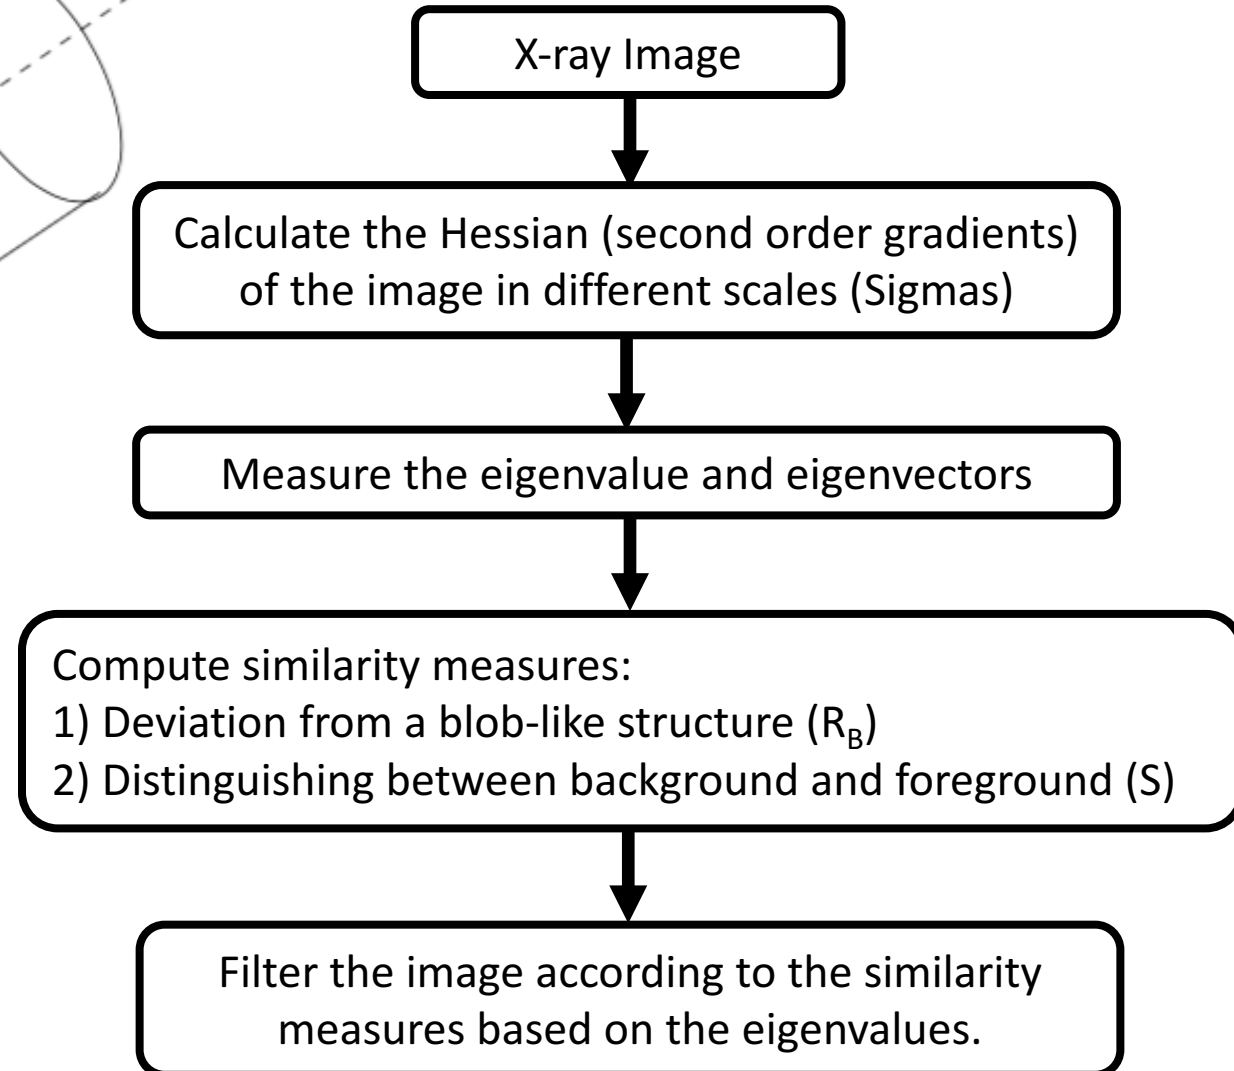 X-ray Image
Calculate the Hessian (second order gradients)
of the image in different scales (Sigmas)
Measure the eigenvalue and eigenvectors
Compute similarity measures:
1) Deviation from a blob-like structure (R_B)
2) Distinguishing between background and foreground (S)
Filter the image according to the similarity
measures based on the eigenvalues.